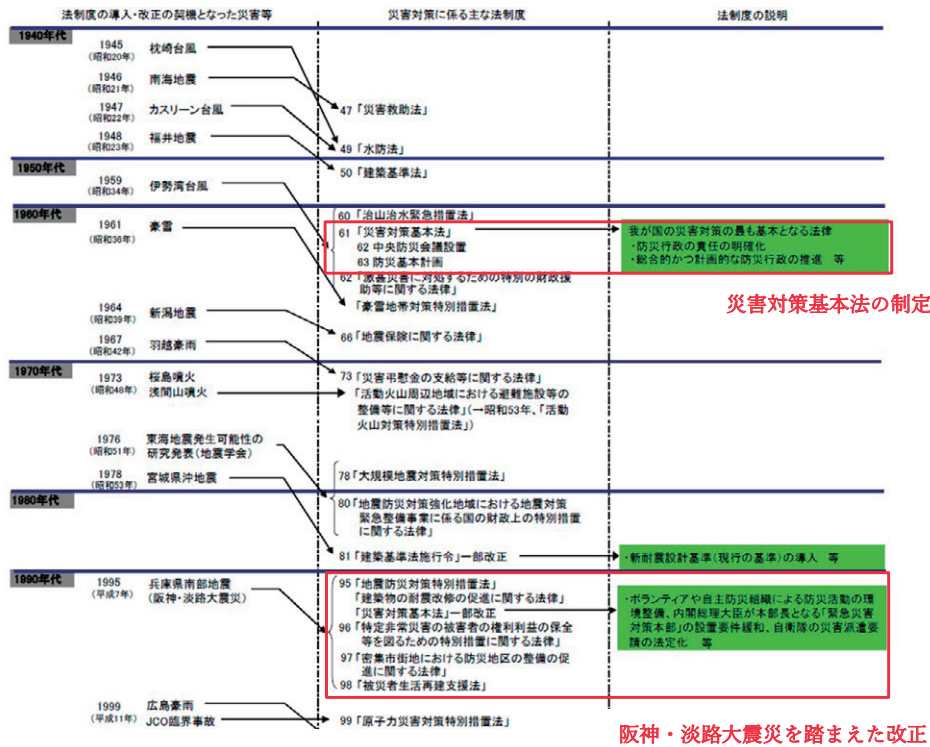 法制度の導入・改正の契機となった災害等
災害対策に係る主な法制度
法制度の説明
1940年代
1945
(昭和20年)
枕崎台風
1946
(昭和21年)
南海地震
1947
(昭和22年)
カスリーン台風
47「災害救助法」
1948
(昭和23年)
福井地震
49「水防法」
1950年代
50「建築基準法」
1959
(昭和34年)
伊勢湾台風
1960年代
60「治山治水緊急措置法」
1961
(昭和36年)
豪雪
61「災害対策基本法」
62 中央防災会議設置
63 防災基本計画
我が国の災害対策の最も基本となる法律
・防災行政の責任の明確化
・総合的かつ計画的な防災行政の推進 等
62「激甚災害に対処するための特別の財政援
助等に関する法律」
災害対策基本法の制定
「豪雪地帯対策特別措置法」
1964
(昭和39年)
新潟地震
66「地震保険に関する法律」
1967
(昭和42年)
羽越豪雨
1970年代
1973
(昭和48年)
桜島噴火
浅間山噴火
73「災害弔慰金の支給等に関する法律」
「活動火山周辺地域における避難施設等の
整備等に関する法律」(→昭和53年、「活動
火山対策特別措置法」)
1976
(昭和51年)
東海地震発生可能性の
研究発表(地震学会)
1978
(昭和53年)
宮城県沖地震
78「大規模地震対策特別措置法」
1980年代
80「地震防災対策強化地域における地震対策
緊急整備事業に係る国の財政上の特別措置
に関する法律」
81「建築基準法施行令」一部改正
・新耐震設計基準(現行の基準)の導入 等
1990年代
1995
(平成7年)
兵庫県南部地震
(阪神・淡路大震災)
95「地震防災対策特別措置法」
「建築物の耐震改修の促進に関する法律」
「災害対策基本法」一部改正
96「特定非常災害の被害者の権利利益の保全
等を図るための特別措置に関する法律」
97「密集市街地における防災地区の整備の促
進に関する法律」
98「被災者生活再建支援法」
・ボランティアや自主防災組織による防災活動の環
境整備、内閣総理大臣が本部長となる「緊急災害
対策本部」の設置要件緩和、自衛隊の災害派遣要
請の法定化 等
1999
(平成11年)
広島豪雨
JCO臨界事故
99「原子力災害対策特別措置法」
阪神・淡路大震災を踏まえた改正